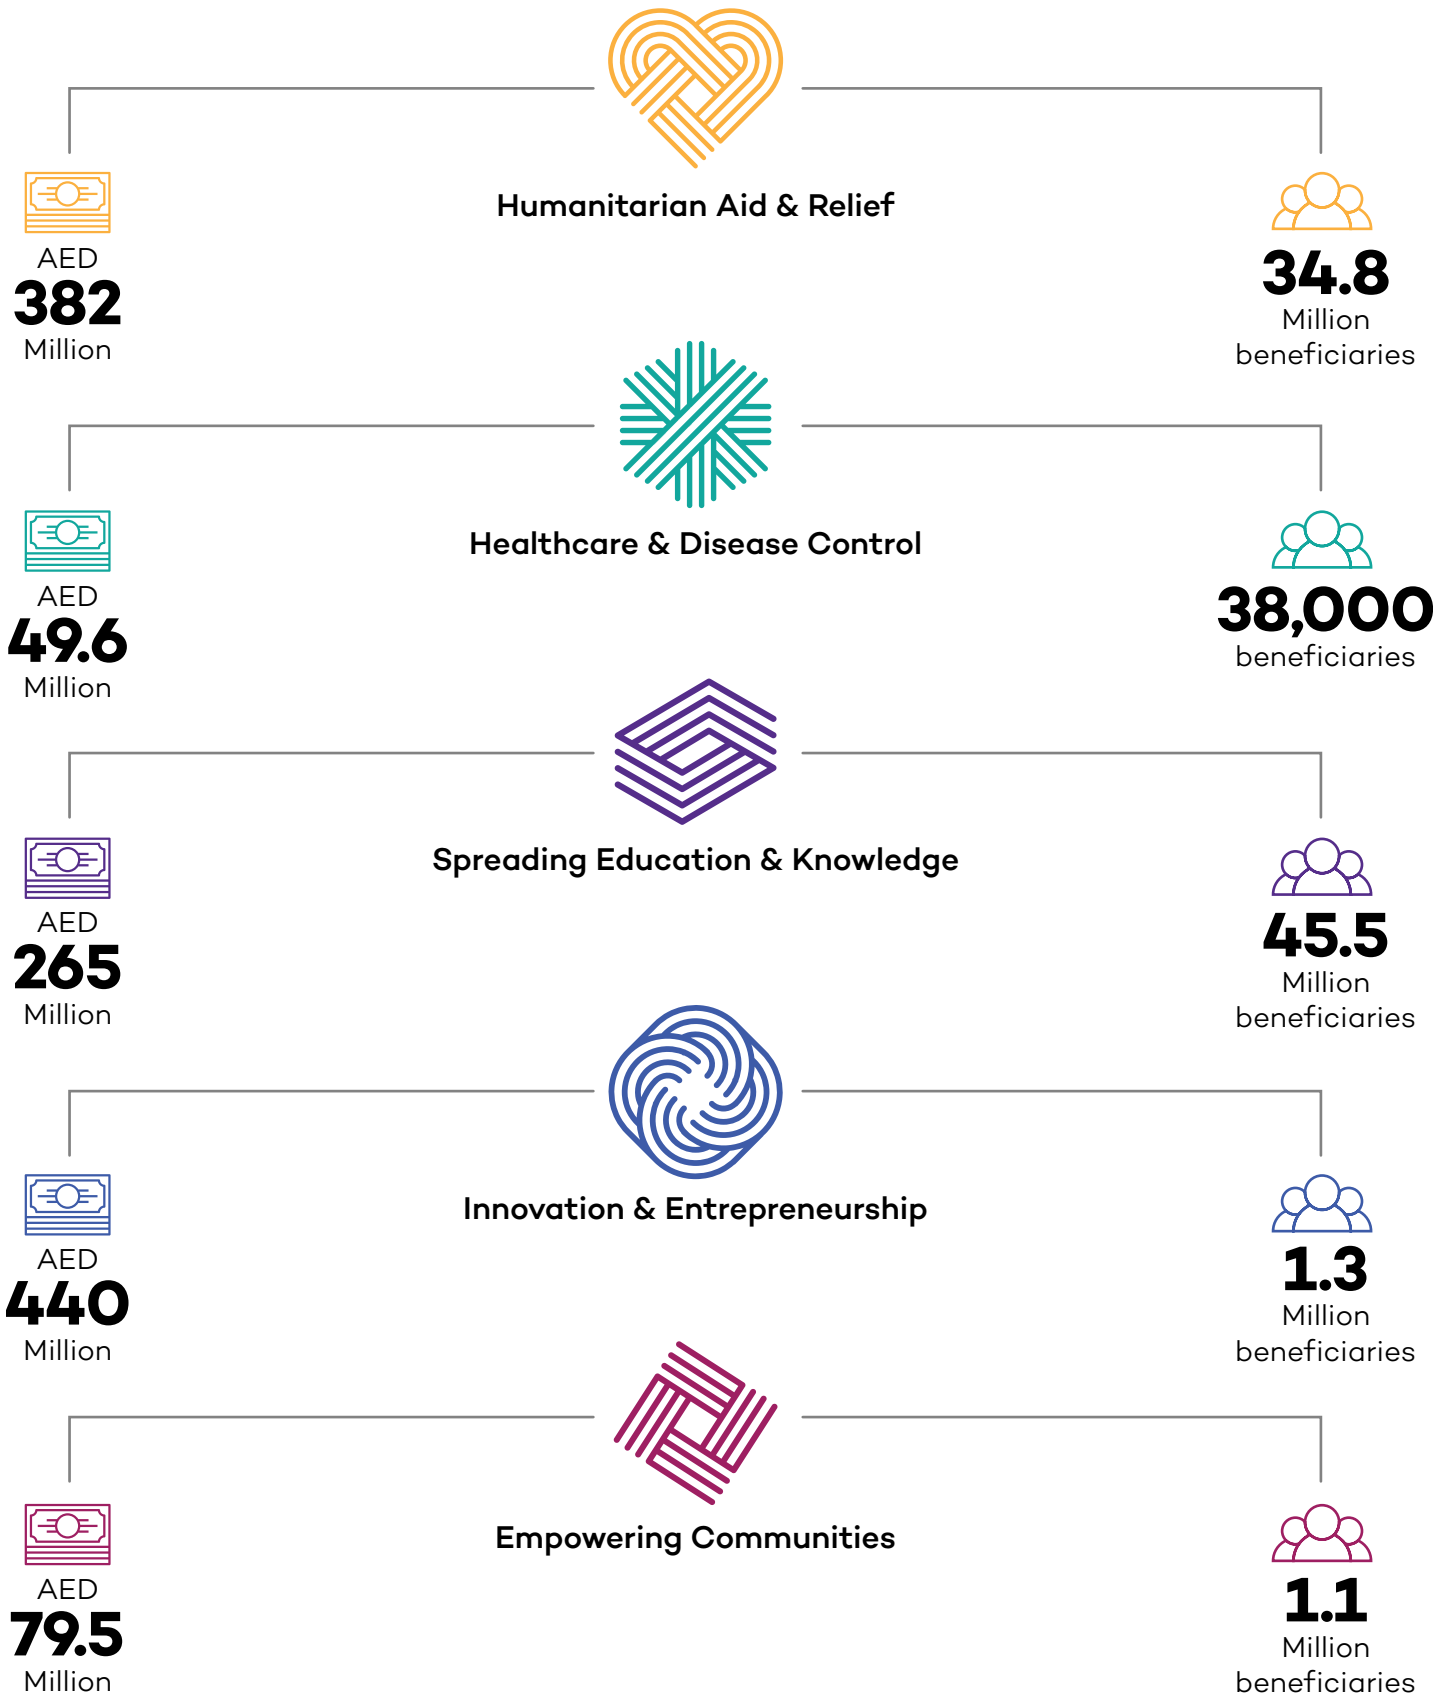 Humanitarian Aid & Relief
AED
382
Million
34.8
Million
beneficiaries
Healthcare & Disease Control
AED
49.6
Million
38,000
beneficiaries
Spreading Education & Knowledge
AED
265
Million
45.5
Million
beneficiaries
Innovation & Entrepreneurship
AED
440
Million
1.3
Million
beneficiaries
Empowering Communities
AED
79.5
Million
1.1
Million
beneficiaries